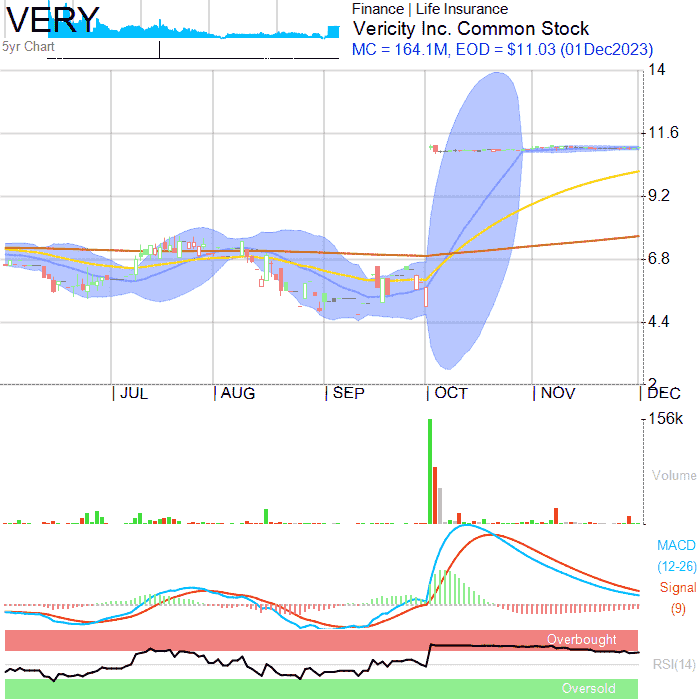 VERY
5yr Chart
Finance | Life Insurance
Vericity Inc. Common Stock
MC = 164.1M, EOD = $11.03 (01Dec2023)
14
11.6
9.2
6.8
4.4
2
JUL AUG SEP OCT NOV DEC
156k
Volume
MACD
(12-26)
Signal
(9)
Overbought
RSI(14)
Oversold